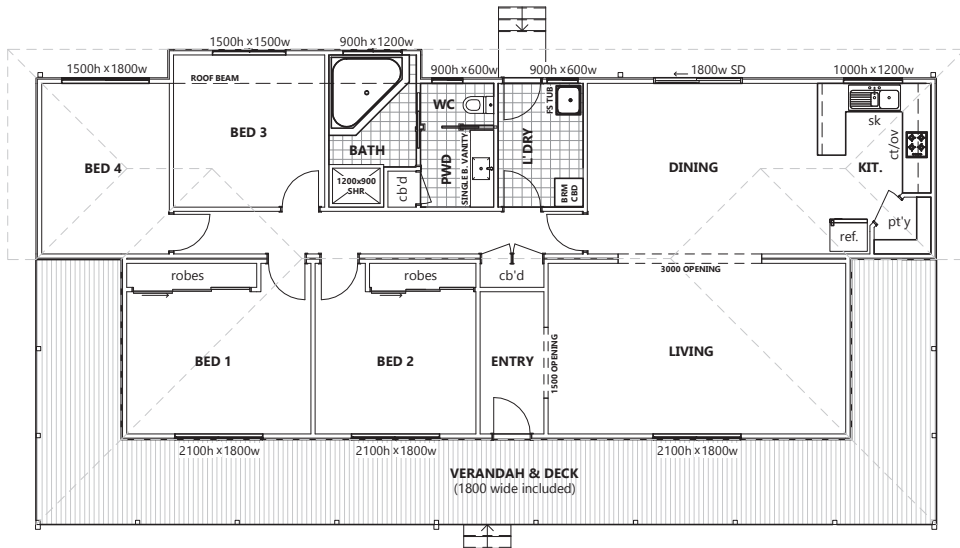 1500h x 1500w
900h x 1200w
1500h x 1800w
900h x 600w
900h x 600w
← 1800w SD
1000h x 1200w
ROOF BEAM
BED 3
BED 4
BATH
1200x900
SHR.
cb'd
WC
PWD
SINGLE B. VANITY
L'DRY
FS TUB
BRM
CBD
DINING
sk
ct/ov
KIT.
pt'y
ref.
robes
robes
cb'd
3000 OPENING
BED 1
BED 2
ENTRY
1500 OPENING
LIVING
2100h x 1800w
2100h x 1800w
2100h x 1800w
VERANDAH & DECK
(1800 wide included)